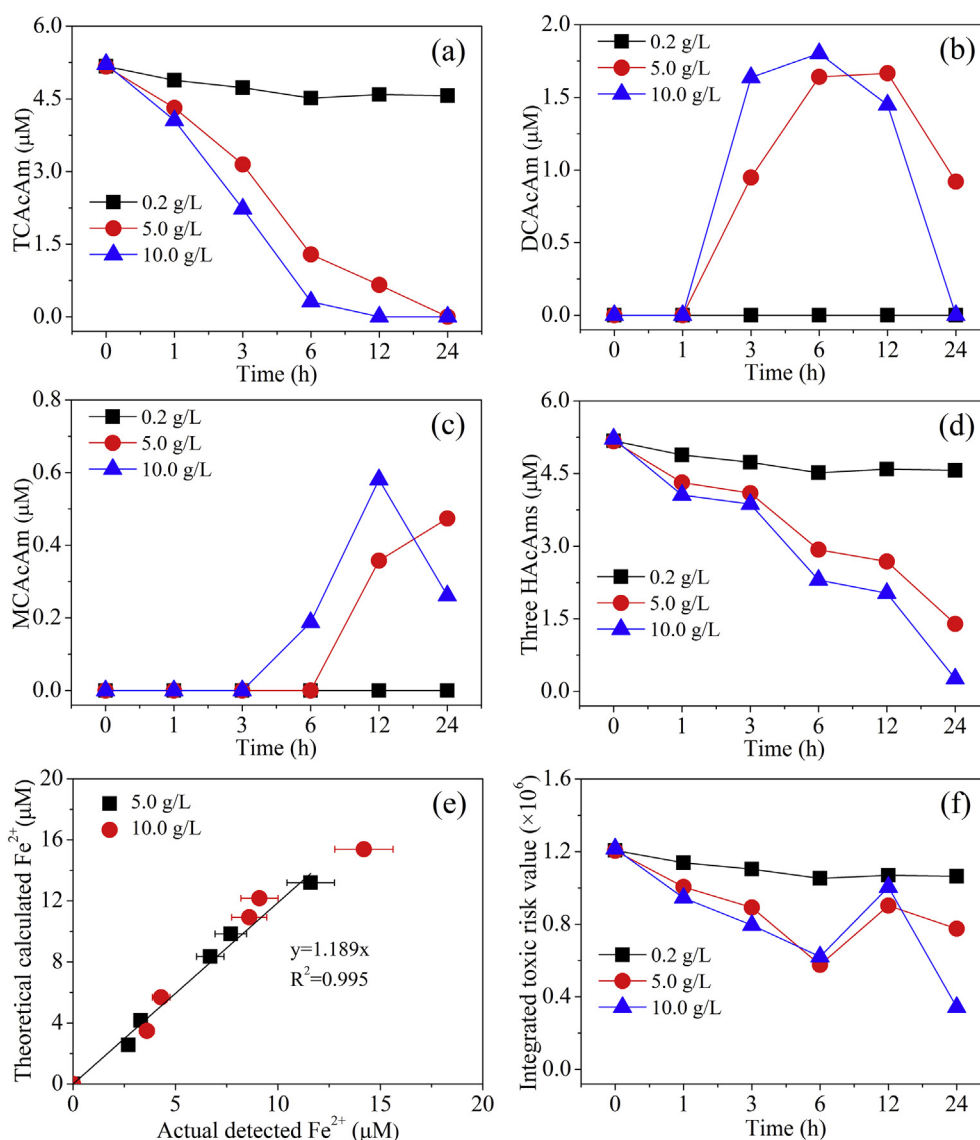 (a)
6.0
4.5
3.0
1.5
0.0
TCAcAm (μM)
0.2 g/L
5.0 g/L
10.0 g/L
0 1 3 6 12 24
Time (h)
(b)
2.0
1.5
1.0
0.5
0.0
DCAcAm (μM)
0.2 g/L
5.0 g/L
10.0 g/L
0 1 3 6 12 24
Time (h)
(c)
0.8
0.6
0.4
0.2
0.0
MCAcAm (μM)
0.2 g/L
5.0 g/L
10.0 g/L
0 1 3 6 12 24
Time (h)
(d)
6.0
4.5
3.0
1.5
0.0
Three HAcAms (μM)
0.2 g/L
5.0 g/L
10.0 g/L
0 1 3 6 12 24
Time (h)
(e)
20
16
12
8
4
0
Theoretical calculated Fe²⁺ (μM)
5.0 g/L
10.0 g/L
y=1.189x
R²=0.995
0 5 10 15 20
Actual detected Fe²⁺ (μM)
(f)
1.6
1.2
0.8
0.4
0.0
Integrated toxic risk value (×10⁶)
0.2 g/L
5.0 g/L
10.0 g/L
0 1 3 6 12 24
Time (h)